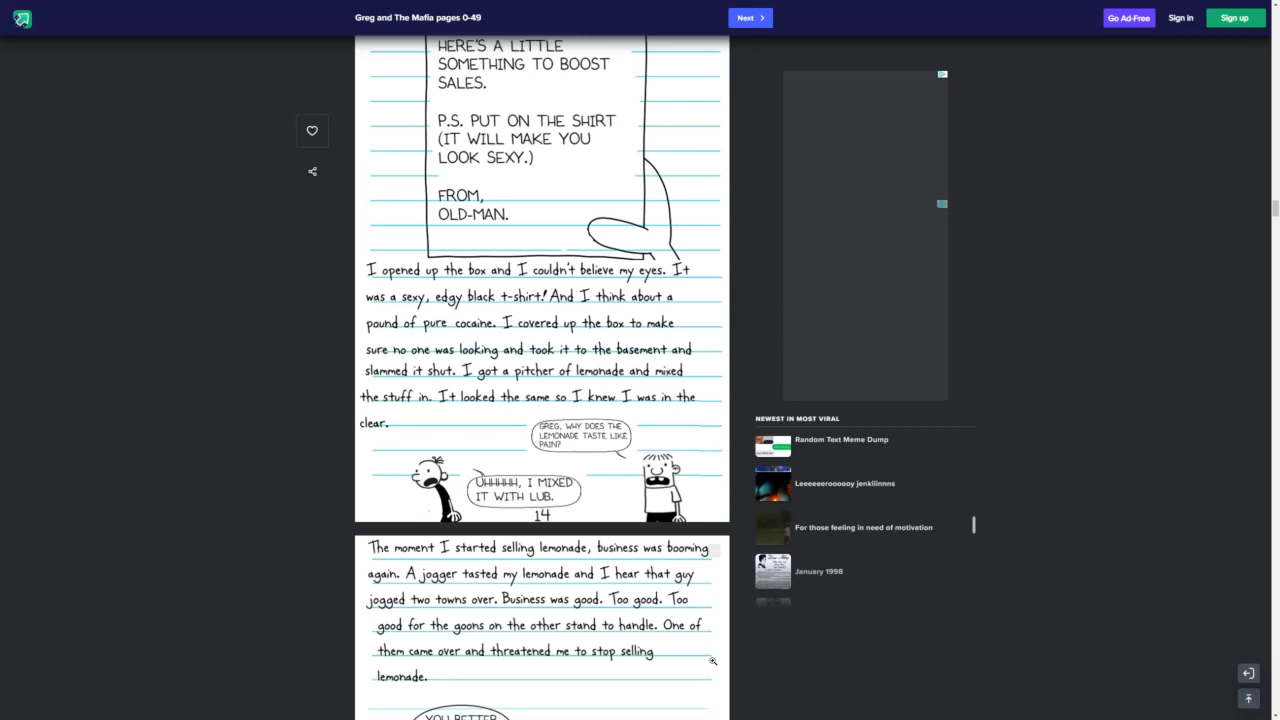 Greg and The Mafia pages 0-49
Next
Go Ad-Free
Sign in
Sign up
HERE'S A LITTLE
SOMETHING TO BOOST
SALES.
P.S. PUT ON THE SHIRT
(IT WILL MAKE YOU
LOOK SEXY.)
FROM,
OLD-MAN.
I opened up the box and I couldn't believe my eyes. It
was a sexy, edgy black t-shirt! And I think about a
pound of pure cocaine. I covered up the box to make
sure no one was looking and took it to the basement and
slammed it shut. I got a pitcher of lemonade and mixed
the stuff in. It looked the same so I knew I was in the
clear.
GREG, WHY DOES THE
LEMONADE TASTE LIKE
PAIN?
UHHHHH, I MIXED
IT WITH LUB.
14
The moment I started selling lemonade, business was booming
again. A jogger tasted my lemonade and I hear that guy
jogged two towns over. Business was good. Too good. Too
good for the goons on the other stand to handle. One of
them came over and threatened me to stop selling
lemonade.
YOU BETTER
NEWEST IN MOST VIRAL
Random Text Meme Dump
Leeeeeroooooy jenkiiinnns
For those feeling in need of motivation
January 1998